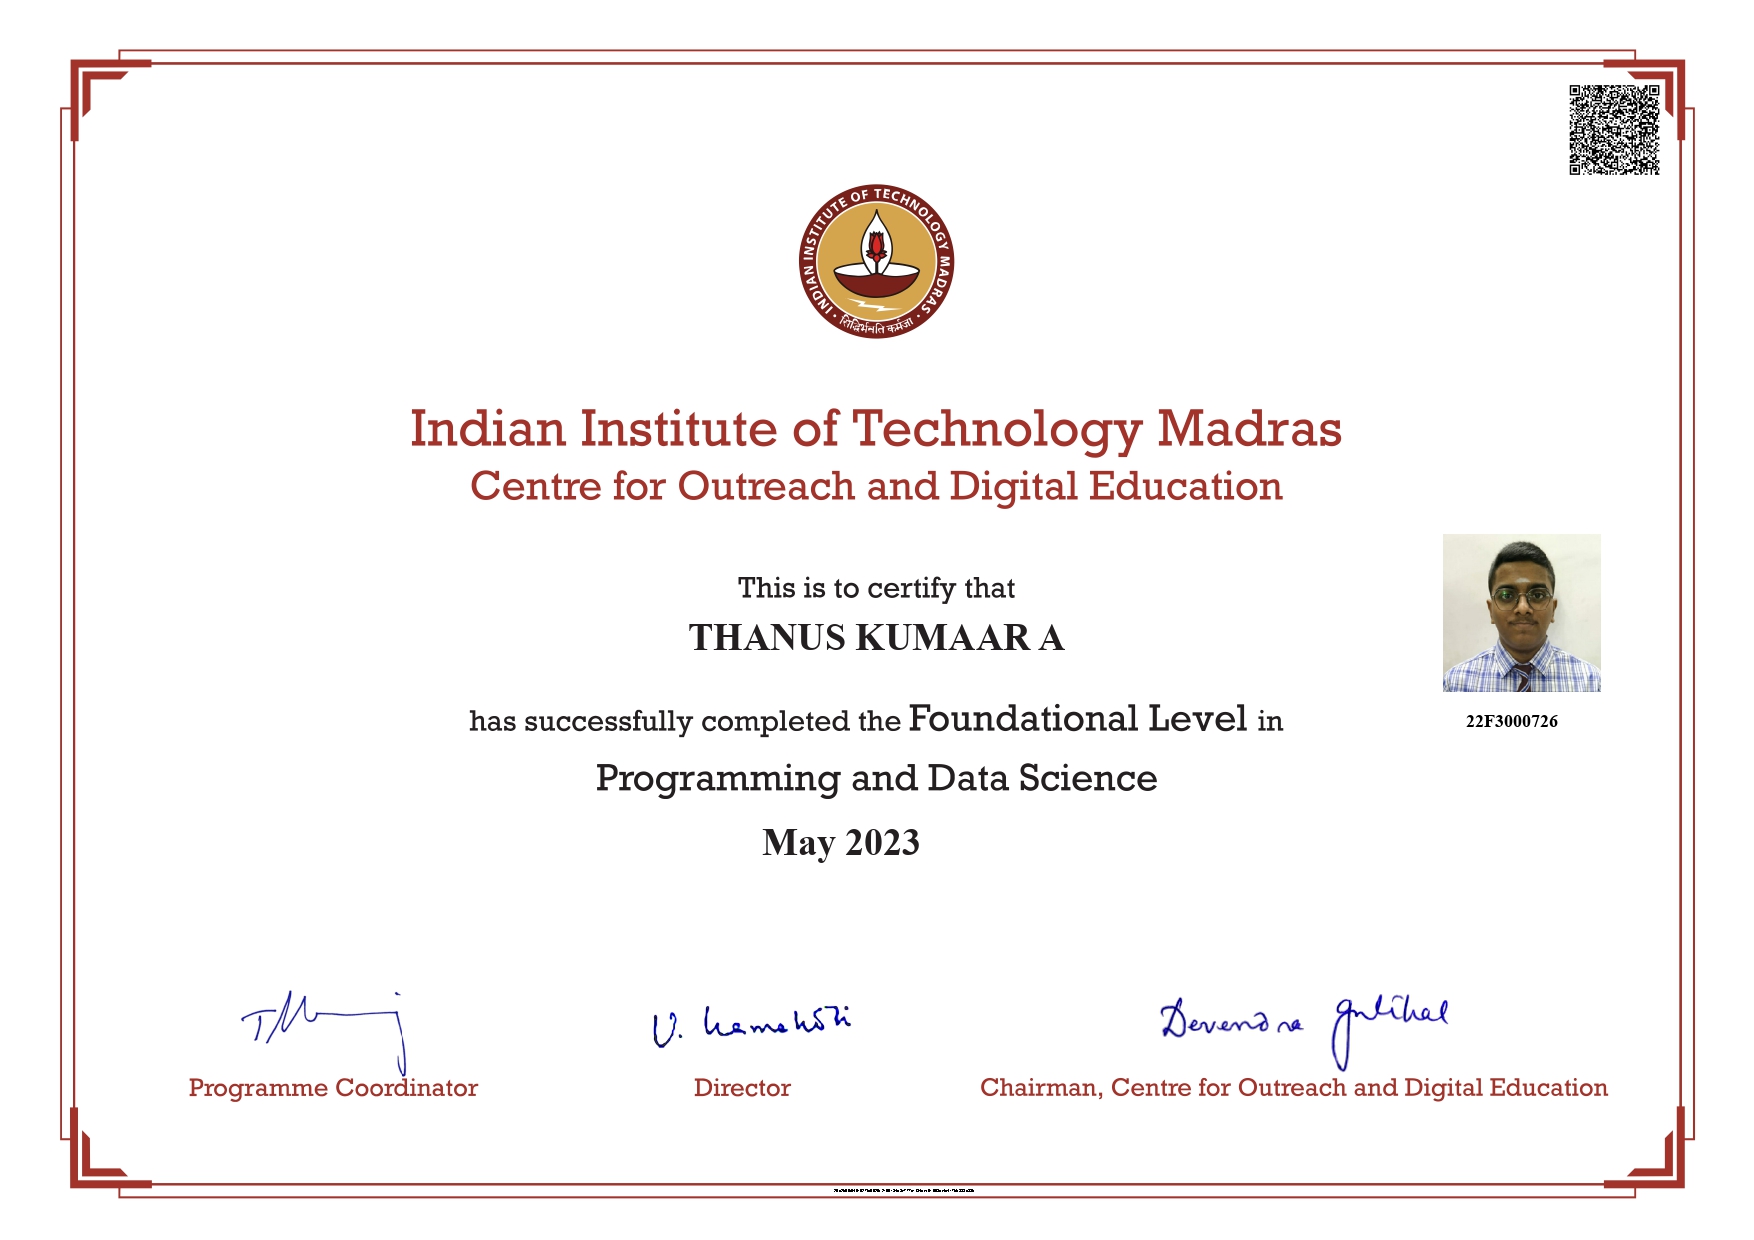 INDIAN INSTITUTE OF TECHNOLOGY MADRAS
सिद्धिर्भवति कर्मजा
Indian Institute of Technology Madras
Centre for Outreach and Digital Education
This is to certify that
THANUS KUMAAR A
has successfully completed the Foundational Level in
22F3000726
Programming and Data Science
May 2023
V. Kamakoti
Devendra Jalihal
Programme Coordinator
Director
Chairman, Centre for Outreach and Digital Education